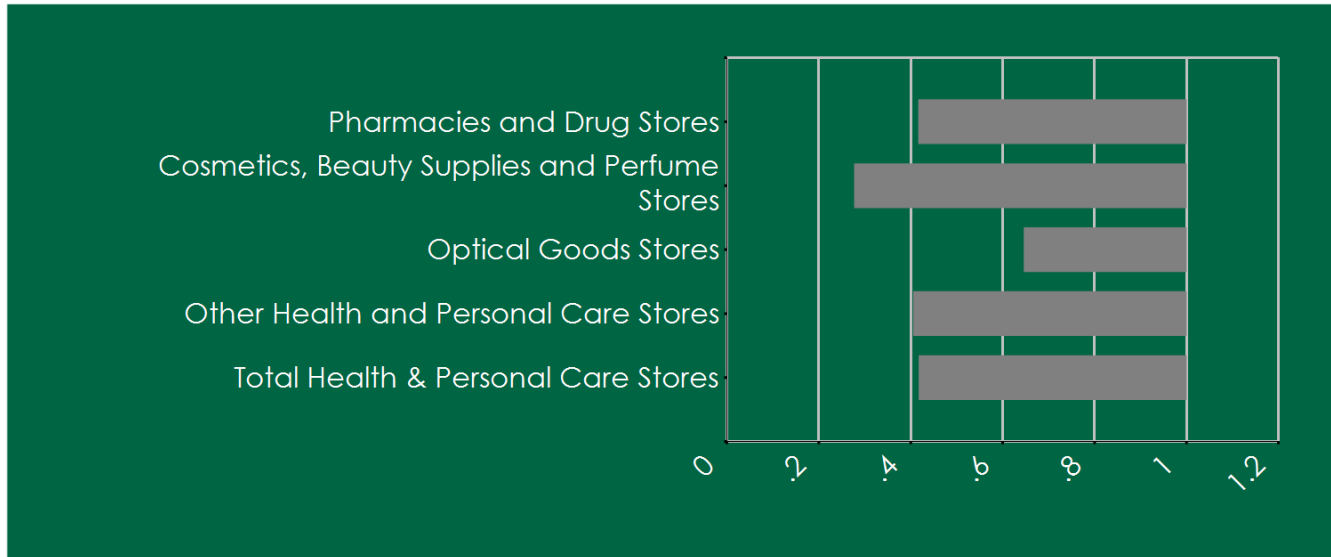 Pharmacies and Drug Stores
Cosmetics, Beauty Supplies and Perfume
Stores
Optical Goods Stores
Other Health and Personal Care Stores
Total Health & Personal Care Stores
0
.2
.4
.6
.8
1
1.2